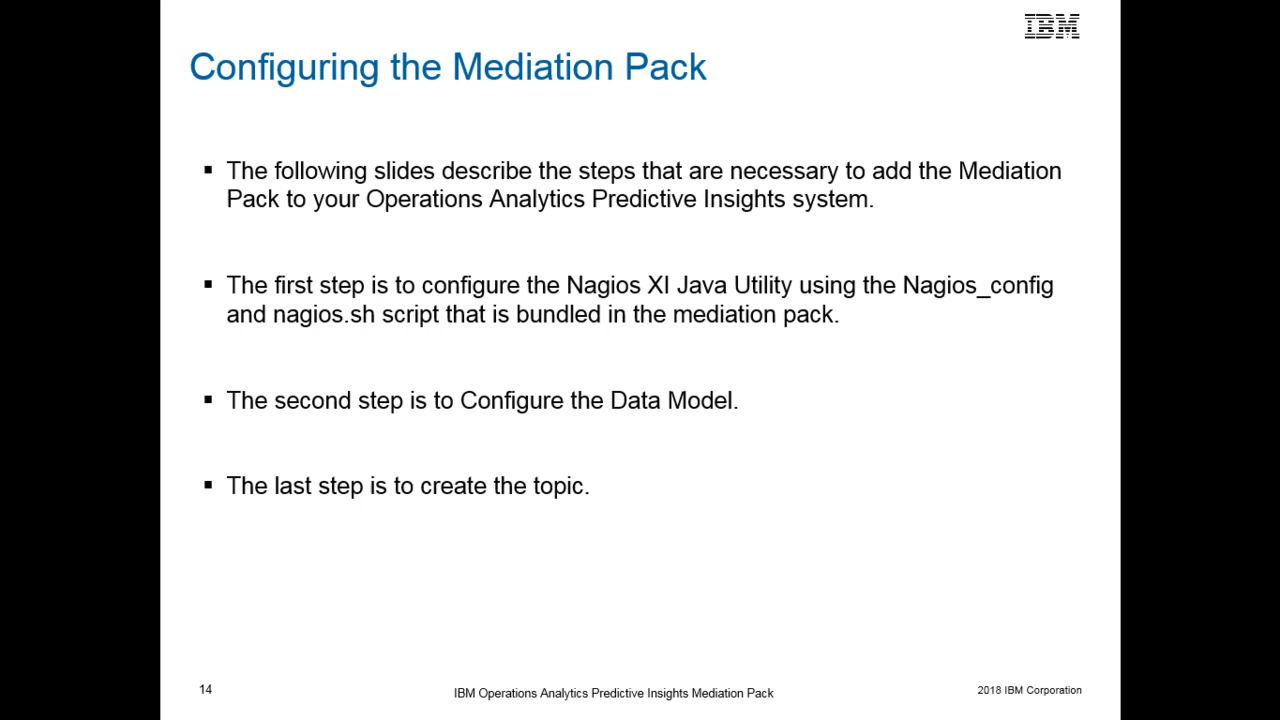 IBM
Configuring the Mediation Pack
▪ The following slides describe the steps that are necessary to add the Mediation
Pack to your Operations Analytics Predictive Insights system.
▪ The first step is to configure the Nagios XI Java Utility using the Nagios_config
and nagios.sh script that is bundled in the mediation pack.
▪ The second step is to Configure the Data Model.
▪ The last step is to create the topic.
14
IBM Operations Analytics Predictive Insights Mediation Pack
2018 IBM Corporation